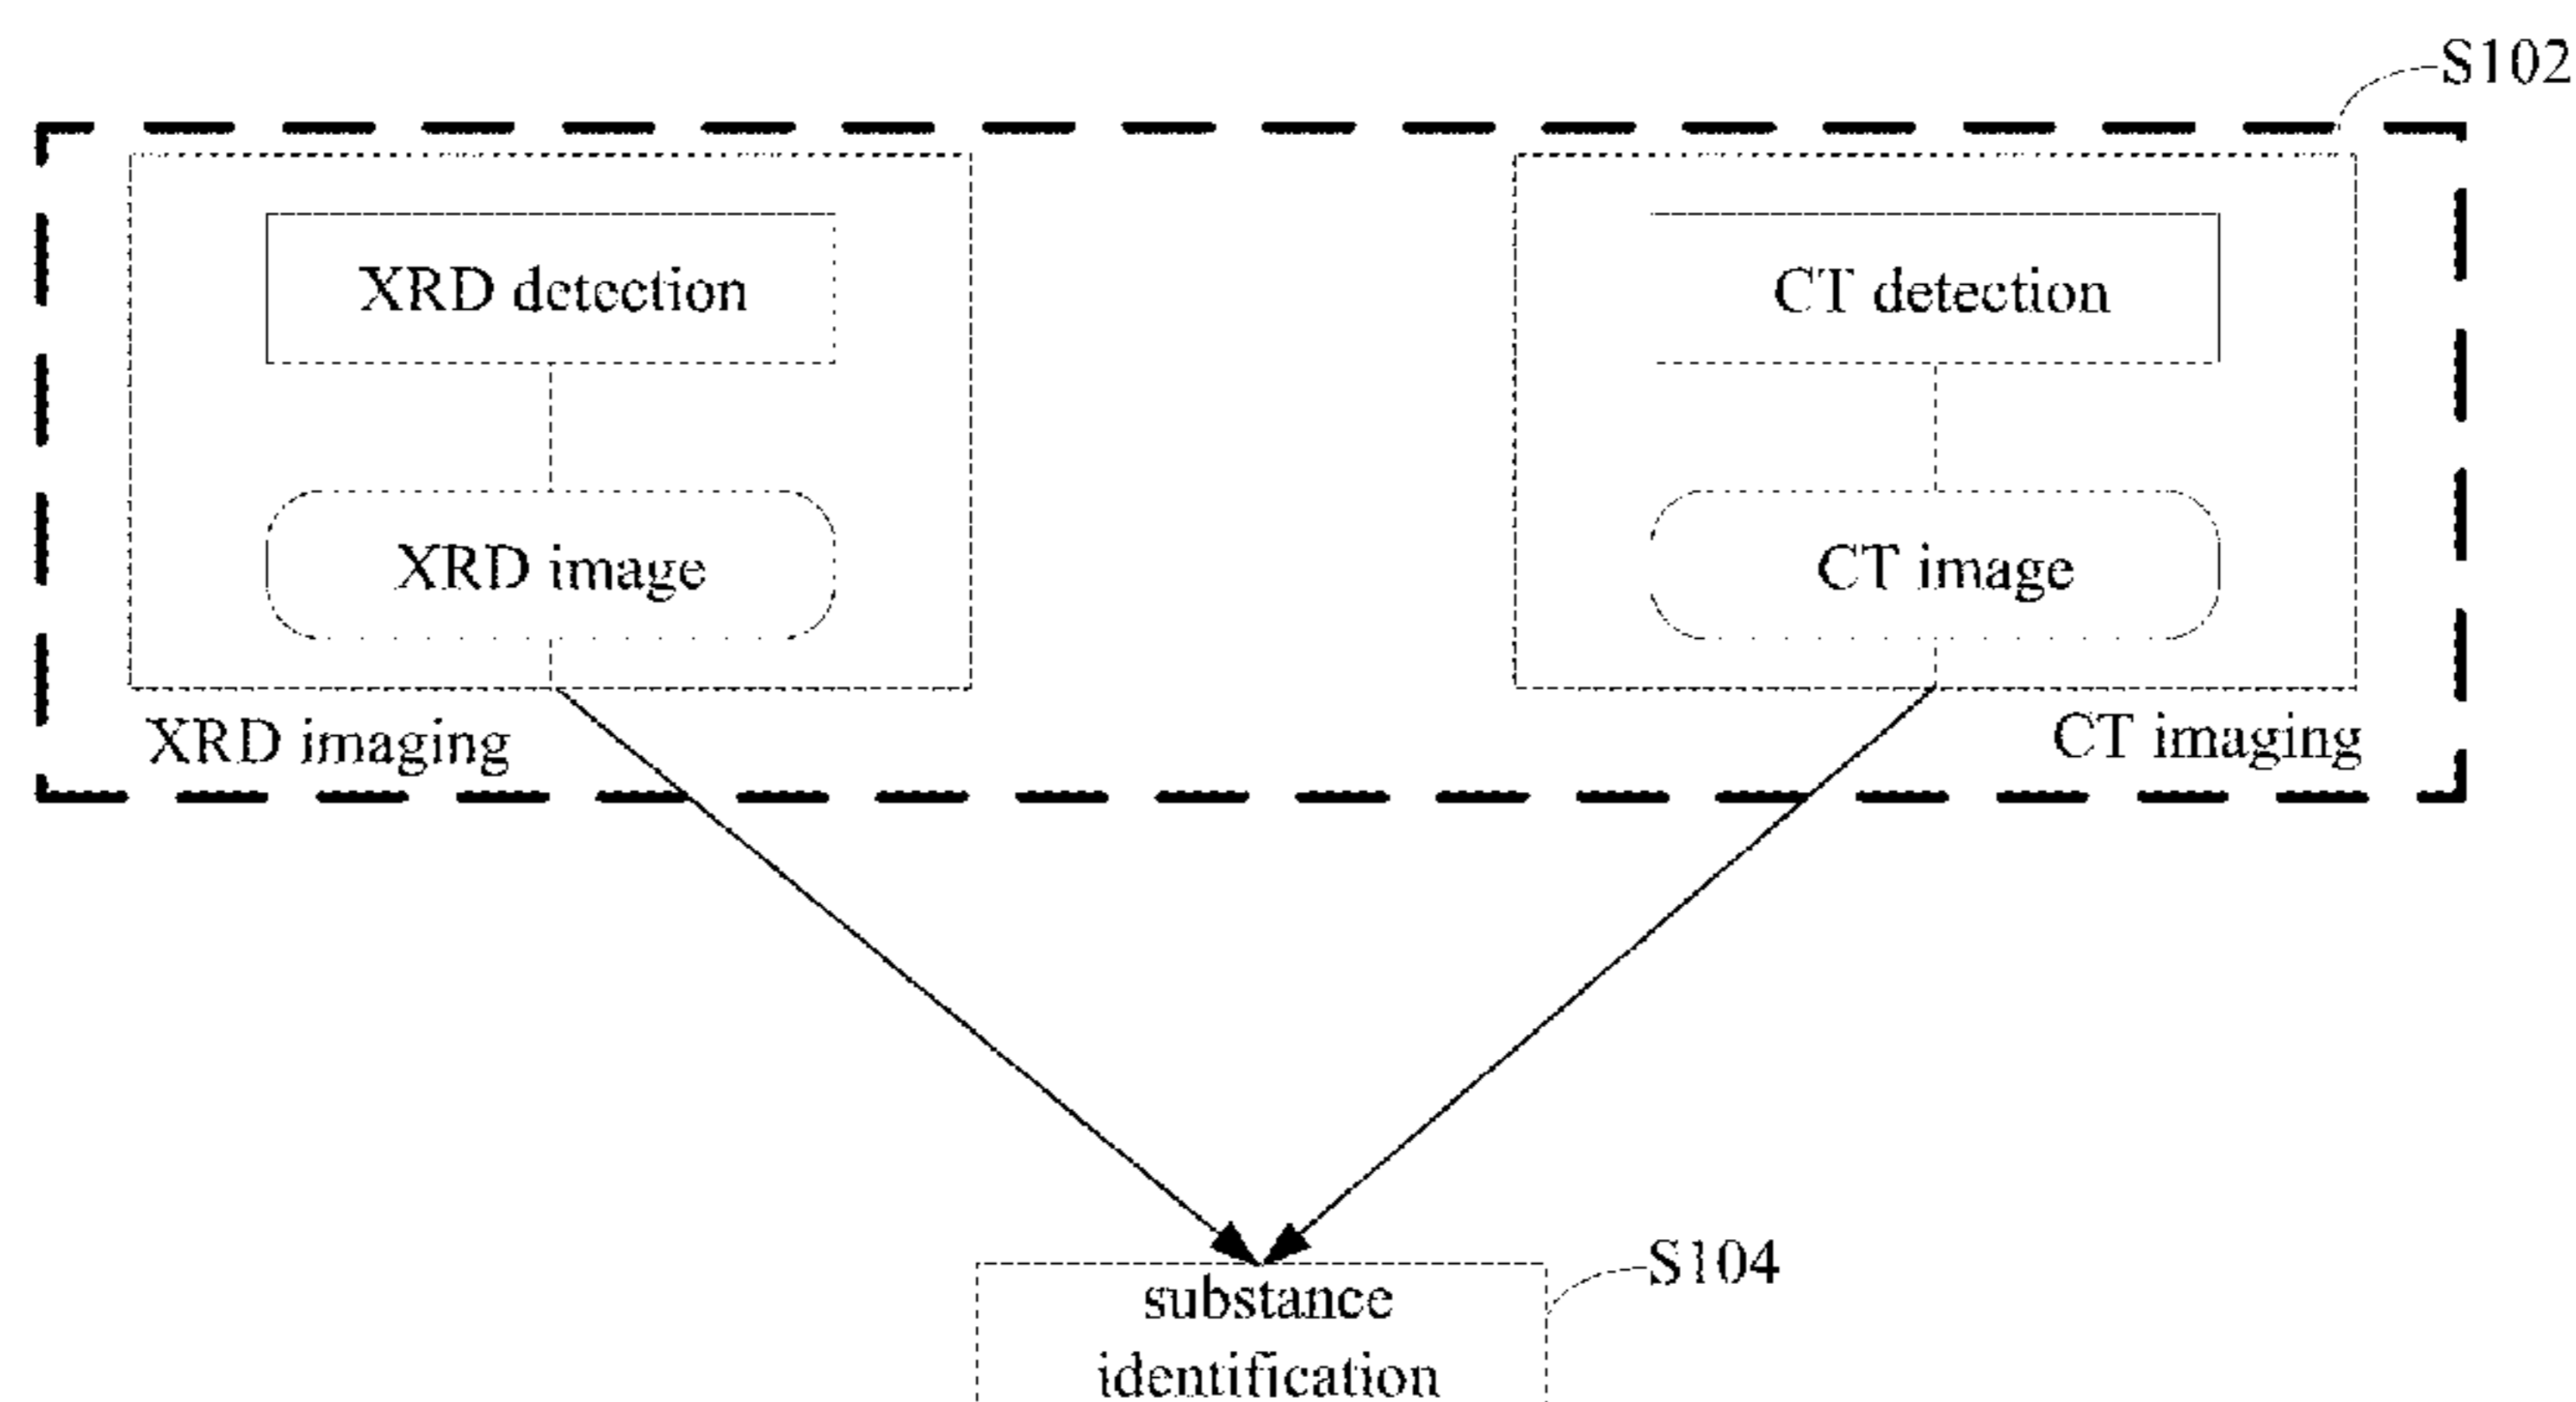 S102
XRD detection
CT detection
XRD image
CT image
XRD imaging
CT imaging
S104
substance
identification